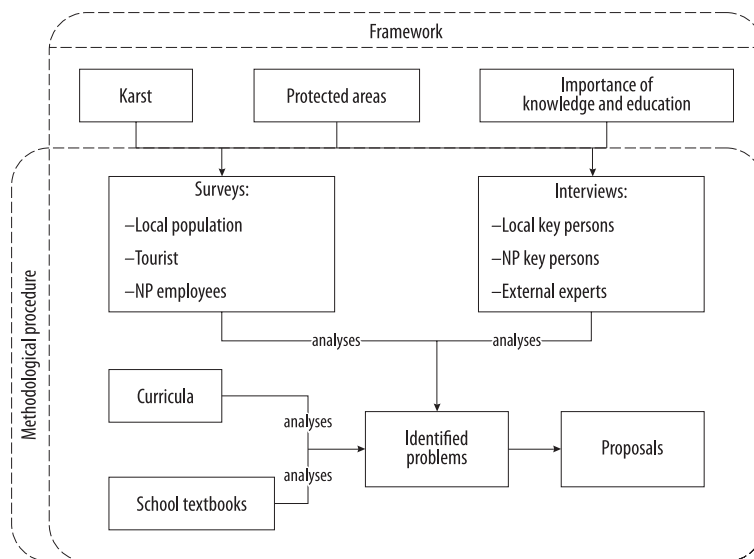 Framework
Karst
Protected areas
Importance of
knowledge and education
Methodological procedure
Surveys:
–Local population
–Tourist
–NP employees
Interviews:
–Local key persons
–NP key persons
–External experts
analyses
analyses
Curricula
analyses
Identified
problems
Proposals
analyses
School textbooks